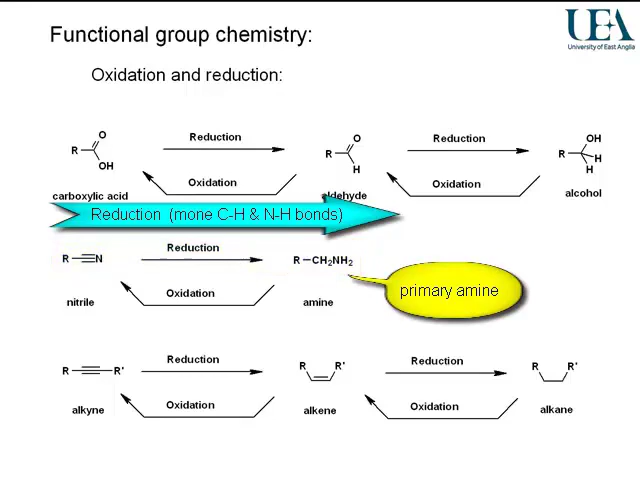 Functional group chemistry:
UEA
University of East Anglia
Oxidation and reduction:
R
O
OH
Reduction
Oxidation
carboxylic acid
R
O
H
Reduction
Oxidation
aldehyde
R
OH
H
H
alcohol
Reduction (mone C-H & N-H bonds)
R
N
Reduction
Oxidation
nitrile
R-CH2NH2
amine
primary amine
R
R'
Reduction
Oxidation
alkyne
R
R'
Reduction
Oxidation
alkene
R
R'
alkane